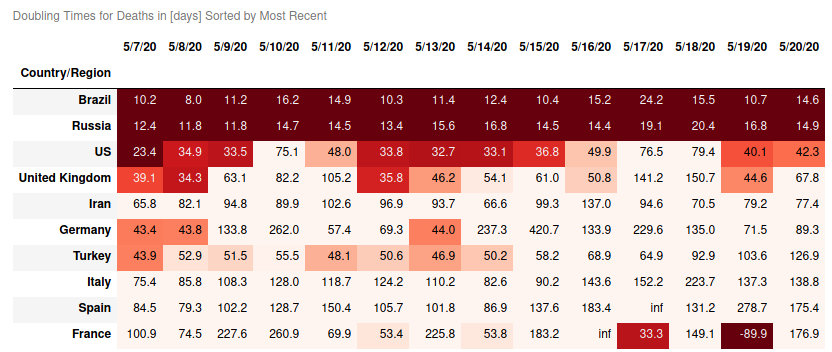 Doubling Times for Deaths in [days] Sorted by Most Recent
5/7/20 5/8/20 5/9/20 5/10/20 5/11/20 5/12/20 5/13/20 5/14/20 5/15/20 5/16/20 5/17/20 5/18/20 5/19/20 5/20/20
Country/Region
Brazil 10.2 8.0 11.2 16.2 14.9 10.3 11.4 12.4 10.4 15.2 24.2 15.5 10.7 14.6
Russia 12.4 11.8 11.8 14.7 14.5 13.4 15.6 16.8 14.5 14.4 19.1 20.4 16.8 14.9
US 23.4 34.9 33.5 75.1 48.0 33.8 32.7 33.1 36.8 49.9 76.5 79.4 40.1 42.3
United Kingdom 39.1 34.3 63.1 82.2 105.2 35.8 46.2 54.1 61.0 50.8 141.2 150.7 44.6 67.8
Iran 65.8 82.1 94.8 89.9 102.6 96.9 93.7 66.6 99.3 137.0 94.6 70.5 79.2 77.4
Germany 43.4 43.8 133.8 262.0 57.4 69.3 44.0 237.3 420.7 133.9 229.6 135.0 71.5 89.3
Turkey 43.9 52.9 51.5 55.5 48.1 50.6 46.9 50.2 58.2 68.9 64.9 92.9 103.6 126.9
Italy 75.4 85.8 108.3 128.0 118.7 124.2 110.2 82.6 90.2 143.6 152.2 223.7 137.3 138.8
Spain 84.5 79.3 102.2 128.7 150.4 105.7 101.8 86.9 137.6 183.4 inf 131.2 278.7 175.4
France 100.9 74.5 227.6 260.9 69.9 53.4 225.8 53.8 183.2 inf 33.3 149.1 -89.9 176.9